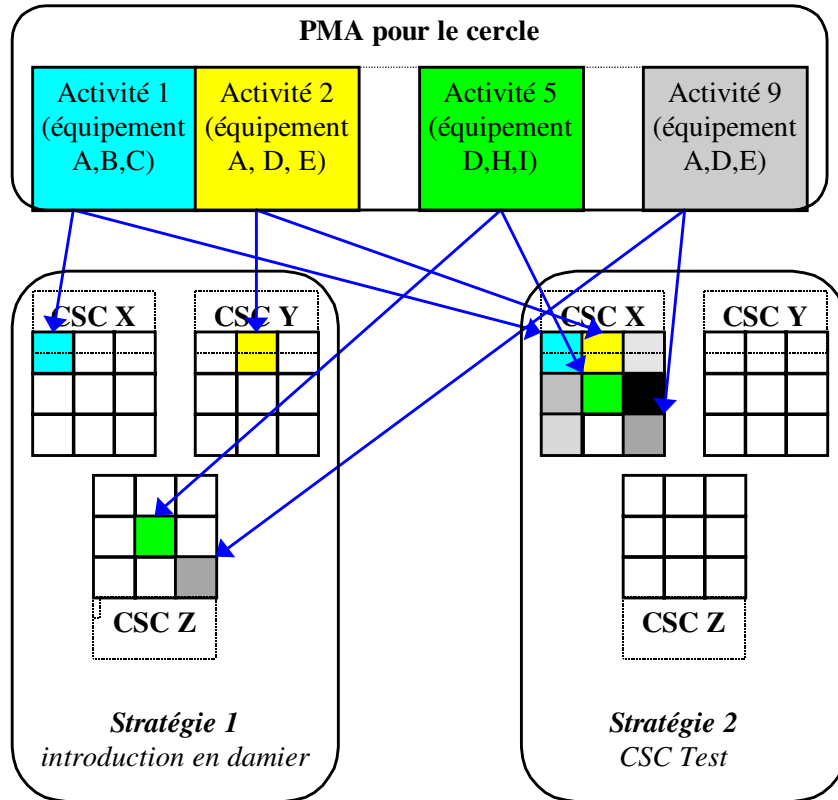 PMA pour le cercle
Activité 1
(équipement
A,B,C)
Activité 2
(équipement
A, D, E)
Activité 5
(équipement
D,H,I)
Activité 9
(équipement
A,D,E)
CSC X
CSC Y
CSC Z
Stratégie 1
introduction en damier
CSC X
CSC Y
CSC Z
Stratégie 2
CSC Test